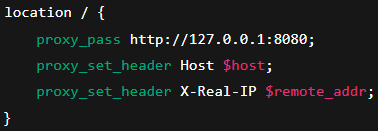 location / {
    proxy_pass http://127.0.0.1:8080;
    proxy_set_header Host $host;
    proxy_set_header X-Real-IP $remote_addr;
}